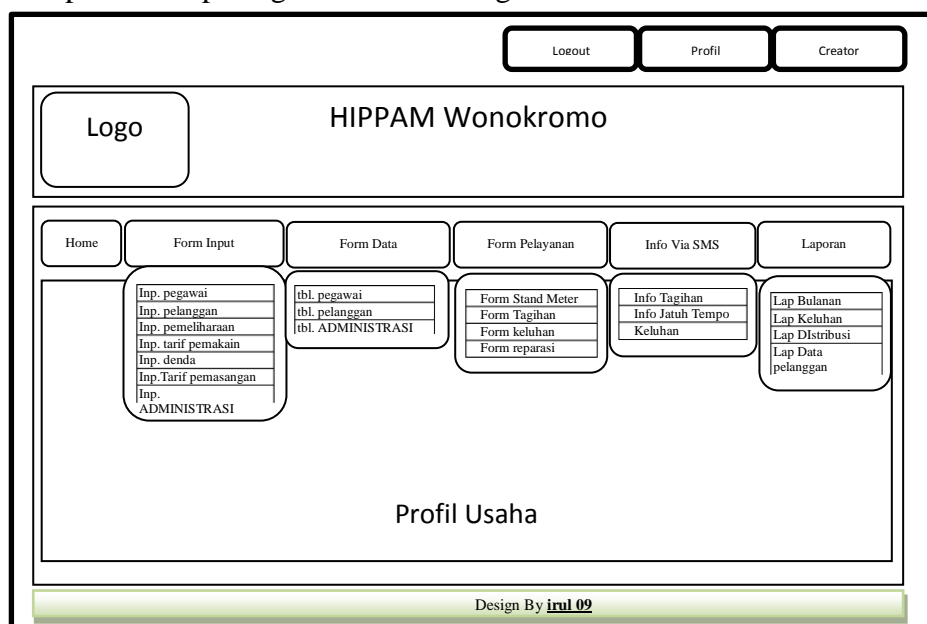 Logout Profil Creator
Logo
HIPPAM Wonokromo
Home Form Input Form Data Form Pelayanan Info Via SMS Laporan
Inp. pegawai
Inp. pelanggan
Inp. pemeliharaan
Inp. tarif pemakain
Inp. denda
Inp.Tarif pemasangan
Inp.
ADMINISTRASI
tbl. pegawai
tbl. pelanggan
tbl. ADMINISTRASI
Form Stand Meter
Form Tagihan
Form keluhan
Form reparasi
Info Tagihan
Info Jatuh Tempo
Keluhan
Lap Bulanan
Lap Keluhan
Lap DIstribusi
Lap Data
pelanggan
Profil Usaha
Design By irul 09